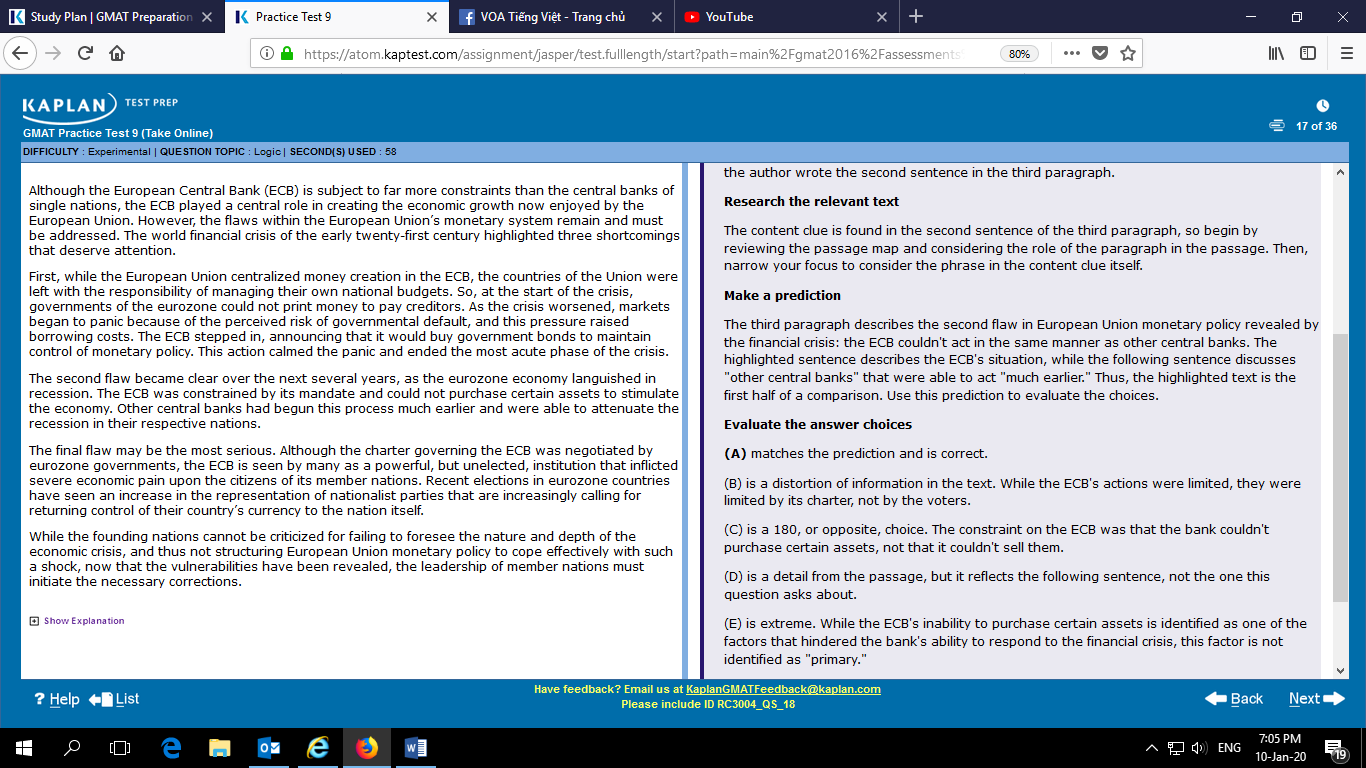 Study Plan | GMAT Preparation
Practice Test 9
VOA Tiếng Việt - Trang chủ
YouTube
https://atom.kaptest.com/assignment/jasper/test.fulllength/start?path=main%2Fgmat2016%2Fassessments
80%
KAPLAN TEST PREP
GMAT Practice Test 9 (Take Online)
17 of 36
DIFFICULTY : Experimental | QUESTION TOPIC : Logic | SECOND(S) USED : 58
Although the European Central Bank (ECB) is subject to far more constraints than the central banks of
single nations, the ECB played a central role in creating the economic growth now enjoyed by the
European Union. However, the flaws within the European Union's monetary system remain and must
be addressed. The world financial crisis of the early twenty-first century highlighted three shortcomings
that deserve attention.
First, while the European Union centralized money creation in the ECB, the countries of the Union were
left with the responsibility of managing their own national budgets. So, at the start of the crisis,
governments of the eurozone could not print money to pay creditors. As the crisis worsened, markets
began to panic because of the perceived risk of governmental default, and this pressure raised
borrowing costs. The ECB stepped in, announcing that it would buy government bonds to maintain
control of monetary policy. This action calmed the panic and ended the most acute phase of the crisis.
The second flaw became clear over the next several years, as the eurozone economy languished in
recession. The ECB was constrained by its mandate and could not purchase certain assets to stimulate
the economy. Other central banks had begun this process much earlier and were able to attenuate the
recession in their respective nations.
The final flaw may be the most serious. Although the charter governing the ECB was negotiated by
eurozone governments, the ECB is seen by many as a powerful, but unelected, institution that inflicted
severe economic pain upon the citizens of its member nations. Recent elections in eurozone countries
have seen an increase in the representation of nationalist parties that are increasingly calling for
returning control of their country's currency to the nation itself.
While the founding nations cannot be criticized for failing to foresee the nature and depth of the
economic crisis, and thus not structuring European Union monetary policy to cope effectively with such
a shock, now that the vulnerabilities have been revealed, the leadership of member nations must
initiate the necessary corrections.
Show Explanation
the author wrote the second sentence in the third paragraph.
Research the relevant text
The content clue is found in the second sentence of the third paragraph, so begin by
reviewing the passage map and considering the role of the paragraph in the passage. Then,
narrow your focus to consider the phrase in the content clue itself.
Make a prediction
The third paragraph describes the second flaw in European Union monetary policy revealed by
the financial crisis: the ECB couldn't act in the same manner as other central banks. The
highlighted sentence describes the ECB's situation, while the following sentence discusses
"other central banks" that were able to act "much earlier." Thus, the highlighted text is the
first half of a comparison. Use this prediction to evaluate the choices.
Evaluate the answer choices
(A) matches the prediction and is correct.
(B) is a distortion of information in the text. While the ECB's actions were limited, they were
limited by its charter, not by the voters.
(C) is a 180, or opposite, choice. The constraint on the ECB was that the bank couldn't
purchase certain assets, not that it couldn't sell them.
(D) is a detail from the passage, but it reflects the following sentence, not the one this
question asks about.
(E) is extreme. While the ECB's inability to purchase certain assets is identified as one of the
factors that hindered the bank's ability to respond to the financial crisis, this factor is not
identified as "primary."
Help List
Have feedback? Email us at KaplanGMATFeedback@kaplan.com
Please include ID RC3004_QS_18
Back Next
ENG
7:05 PM
10-Jan-20
19